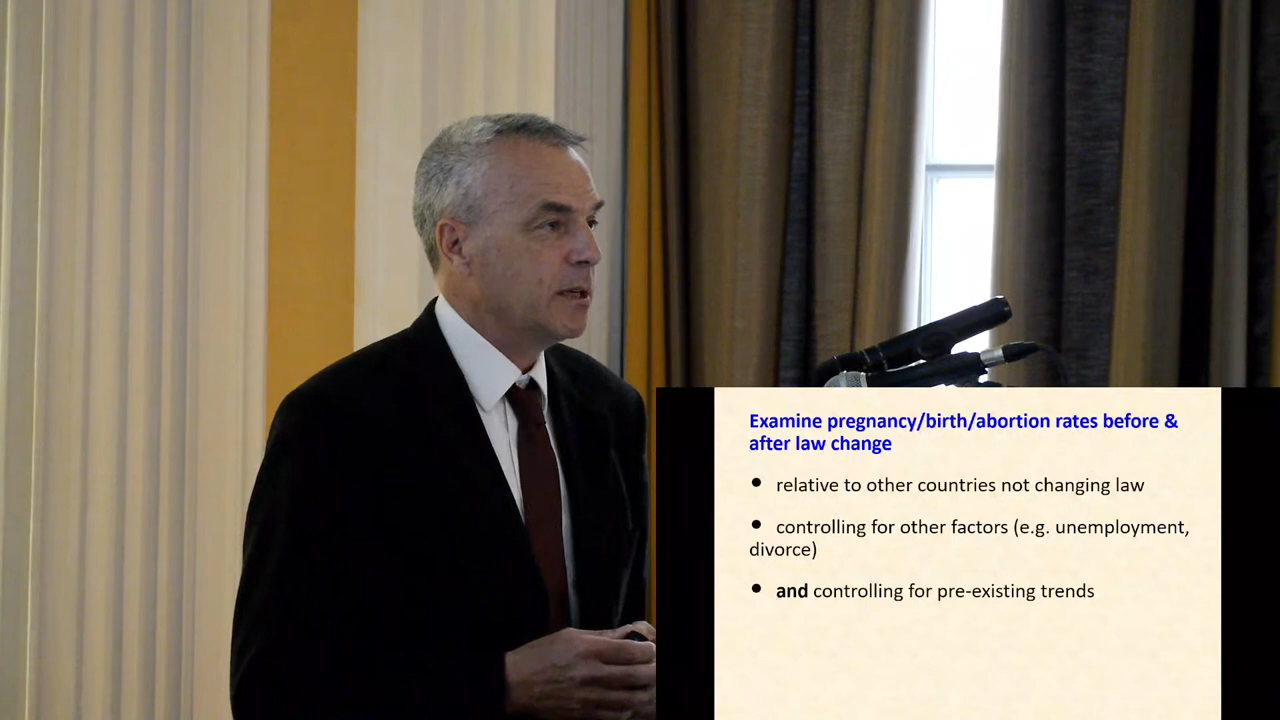 Examine pregnancy/birth/abortion rates before &
after law change
● relative to other countries not changing law
● controlling for other factors (e.g. unemployment,
divorce)
● and controlling for pre-existing trends